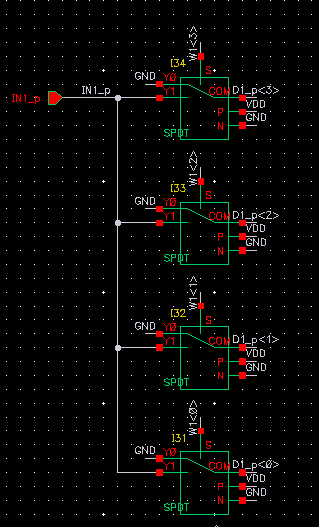 W1<3>
I34
GND Y0 S
IN1_p IN1_p Y1 COM D1_p<3>
VDD
P
GND
N
SPDT
W1<2>
I33
S
GND Y0
Y1 COM D1_p<2>
VDD
P
GND
N
SPDT
W1<1>
I32
S
GND Y0
Y1 COM D1_p<1>
VDD
P
GND
N
SPDT
W1<0>
I31
S
GND Y0
Y1 COM D1_p<0>
VDD
P
GND
N
SPDT